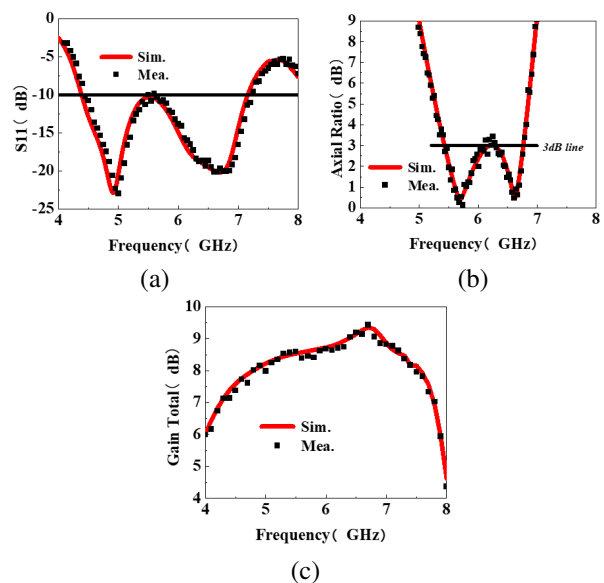 0
-5
-10
-15
-20
-25
S11( dB)
Sim.
Mea.
4
5
6
7
8
Frequency( GHz)
(a)
9
8
7
6
5
4
3
2
1
0
Axial Ratio( dB)
3dB line
Sim.
Mea.
4
5
6
7
8
Frequency( GHz)
(b)
10
9
8
7
6
5
4
Gain Total( dB)
Sim.
Mea.
4
5
6
7
8
Frequency( GHz)
(c)